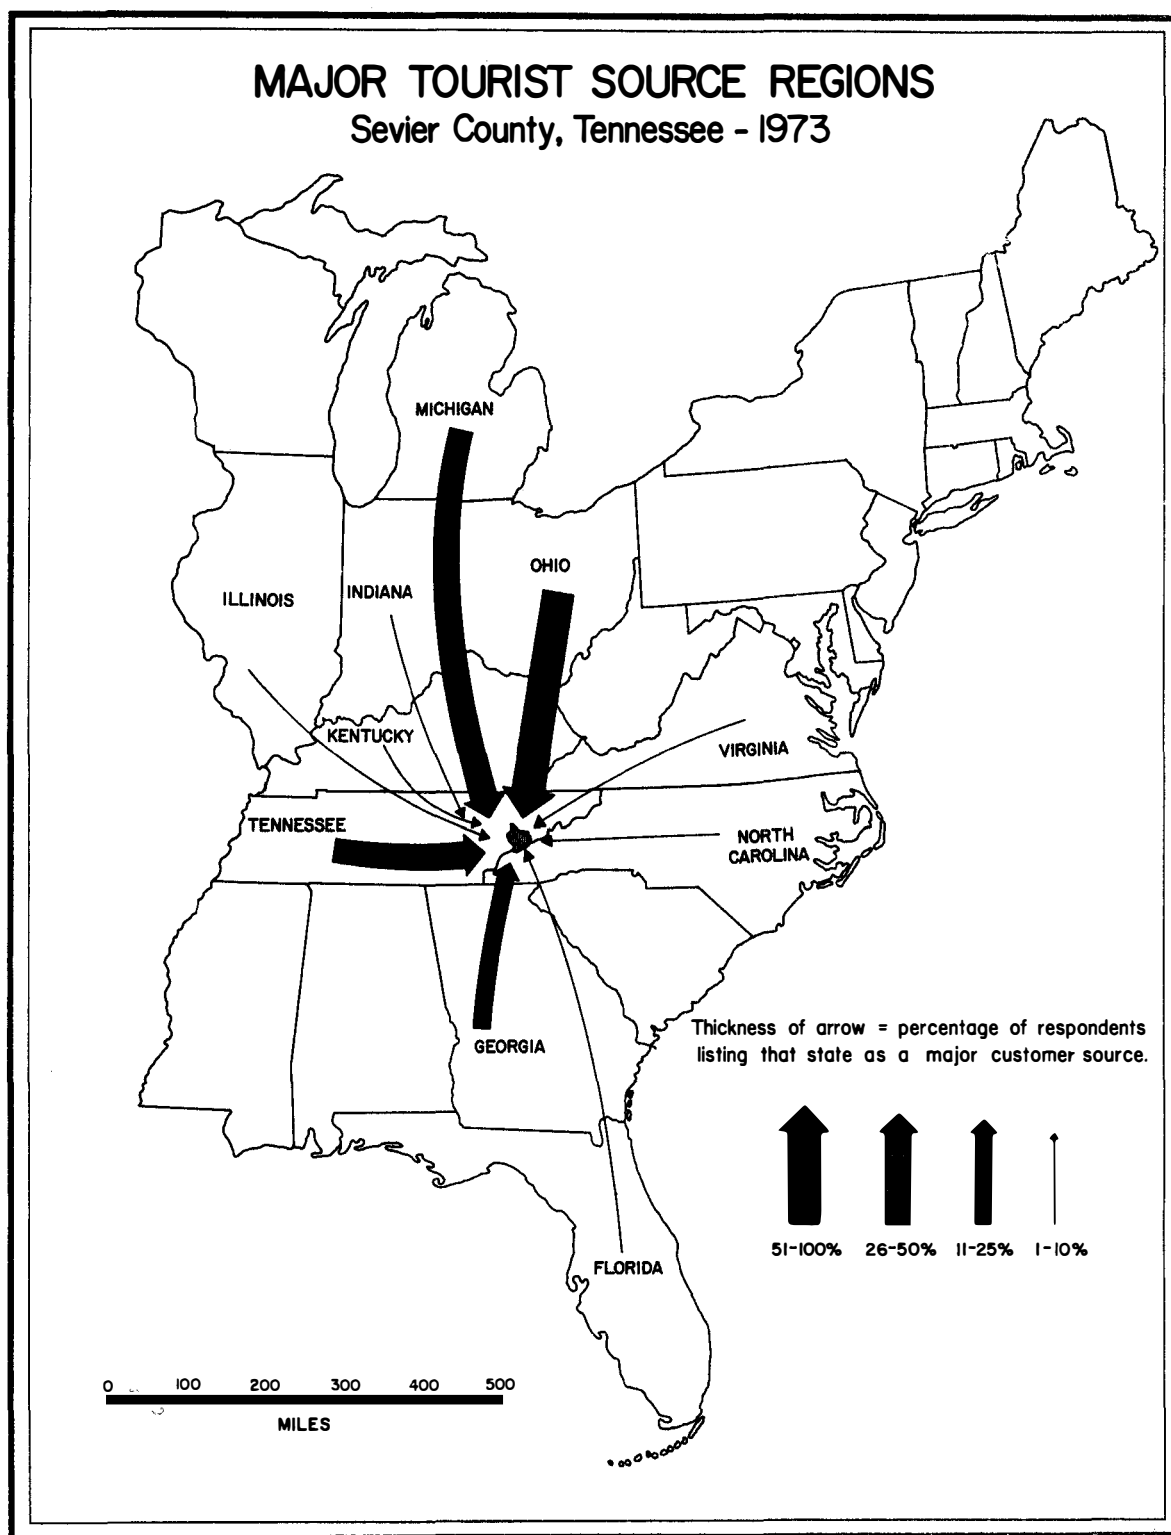 MAJOR TOURIST SOURCE REGIONS
Sevier County, Tennessee - 1973
MICHIGAN
OHIO
INDIANA
ILLINOIS
KENTUCKY
VIRGINIA
TENNESSEE
NORTH
CAROLINA
GEORGIA
Thickness of arrow = percentage of respondents
listing that state as a major customer source.
51-100% 26-50% 11-25% 1-10%
FLORIDA
0 100 200 300 400 500
MILES